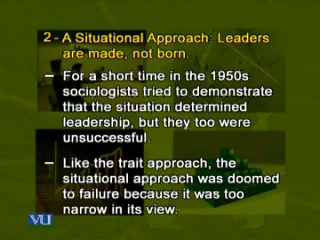 2 - A Situational Approach: Leaders
are made, not born.
– For a short time in the 1950s
sociologists tried to demonstrate
that the situation determined
leadership, but they too were
unsuccessful.
– Like the trait approach, the
situational approach was doomed
to failure because it was too
narrow in its view.
VU